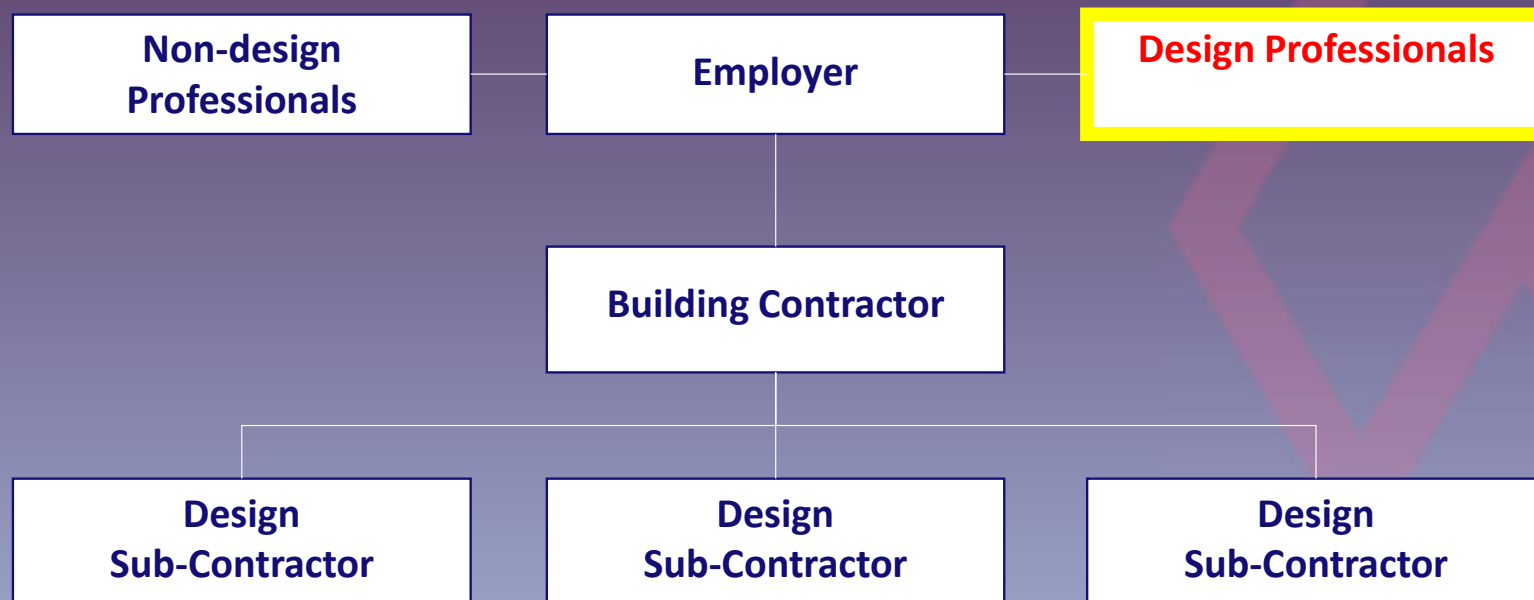 Non-design
Professionals
Employer
Design Professionals
Building Contractor
Design
Sub-Contractor
Design
Sub-Contractor
Design
Sub-Contractor